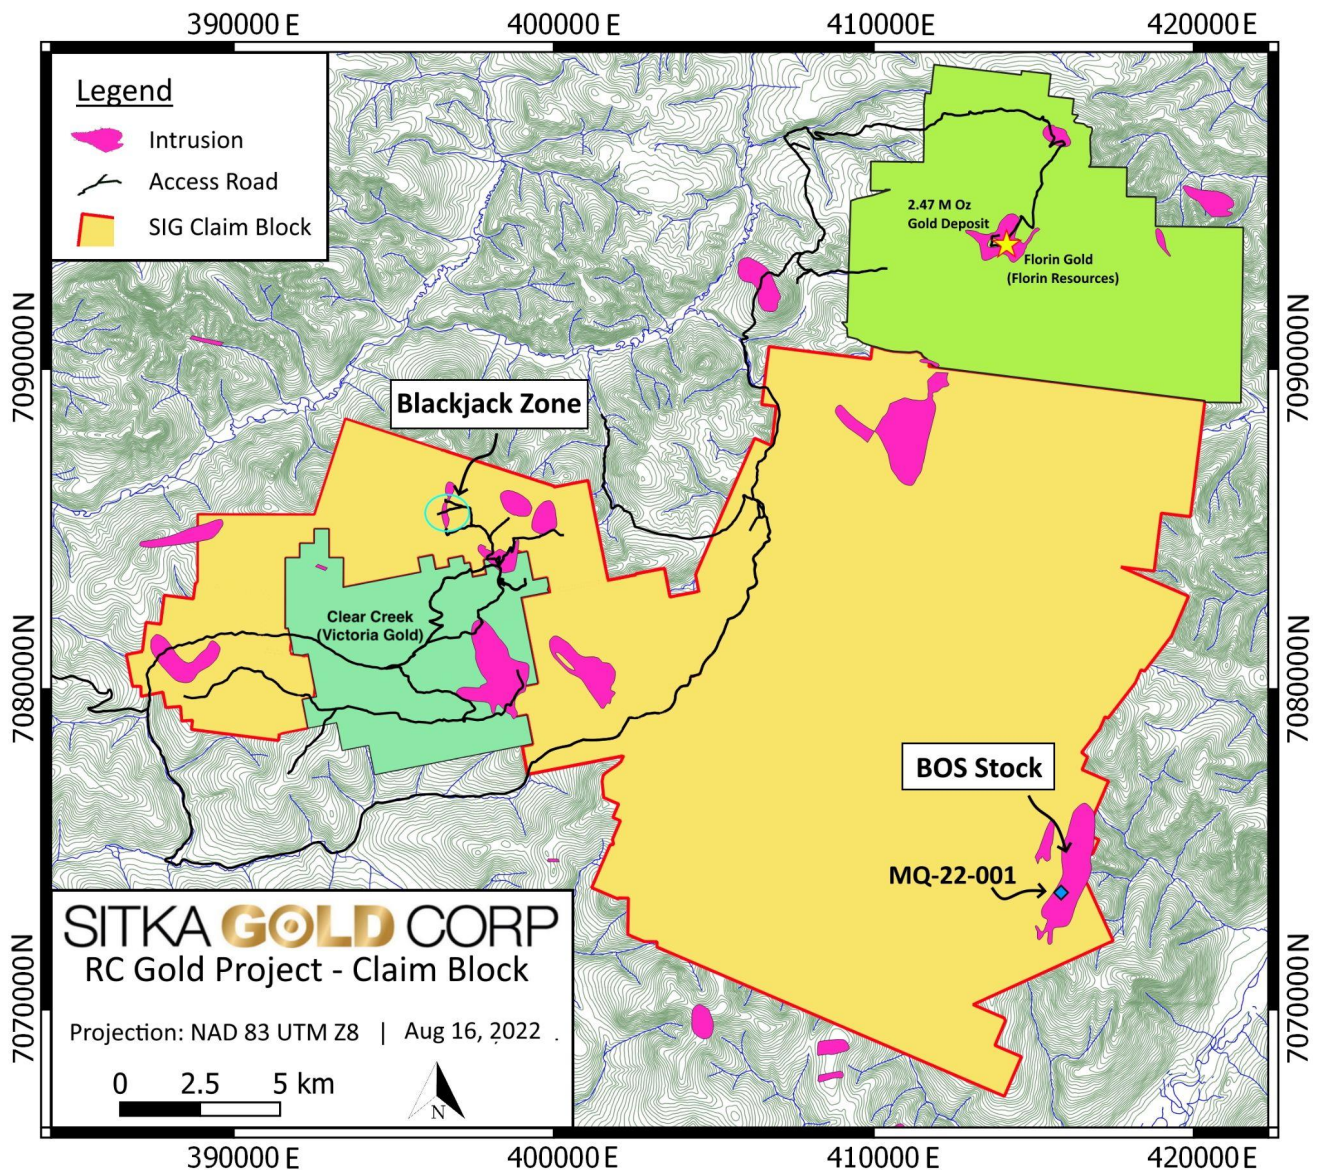 390000 E
400000 E
410000 E
420000 E
Legend
Intrusion
Access Road
SIG Claim Block
2.47 M Oz
Gold Deposit
Florin Gold
(Florin Resources)
7090000N
7090000N
Blackjack Zone
Clear Creek
(Victoria Gold)
7080000N
7080000N
BOS Stock
MQ-22-001
SITKA GOLD CORP
RC Gold Project - Claim Block
7070000N
7070000N
Projection: NAD 83 UTM Z8 | Aug 16, 2022
0 2.5 5 km
N
390000 E
400000 E
410000 E
420000 E